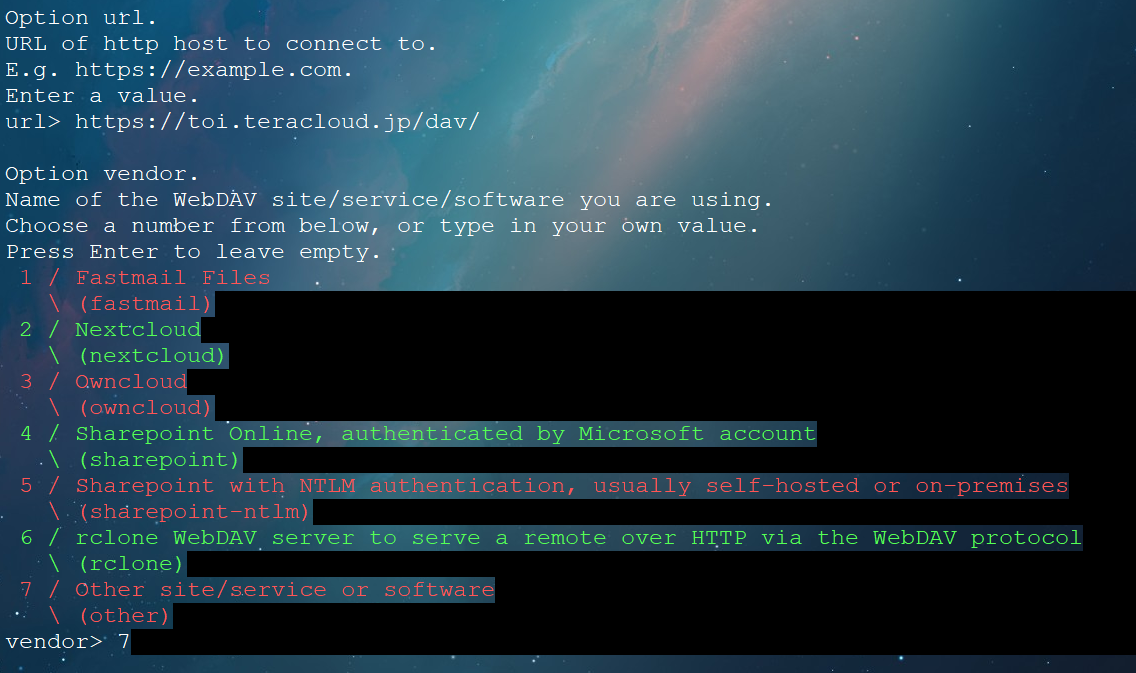 Option url.
URL of http host to connect to.
E.g. https://example.com.
Enter a value.
url> https://toi.teracloud.jp/dav/
Option vendor.
Name of the WebDAV site/service/software you are using.
Choose a number from below, or type in your own value.
Press Enter to leave empty.
1 / Fastmail Files
\ (fastmail)
2 / Nextcloud
\ (nextcloud)
3 / Owncloud
\ (owncloud)
4 / Sharepoint Online, authenticated by Microsoft account
\ (sharepoint)
5 / Sharepoint with NTLM authentication, usually self-hosted or on-premises
\ (sharepoint-ntlm)
6 / rclone WebDAV server to serve a remote over HTTP via the WebDAV protocol
\ (rclone)
7 / Other site/service or software
\ (other)
vendor> 7